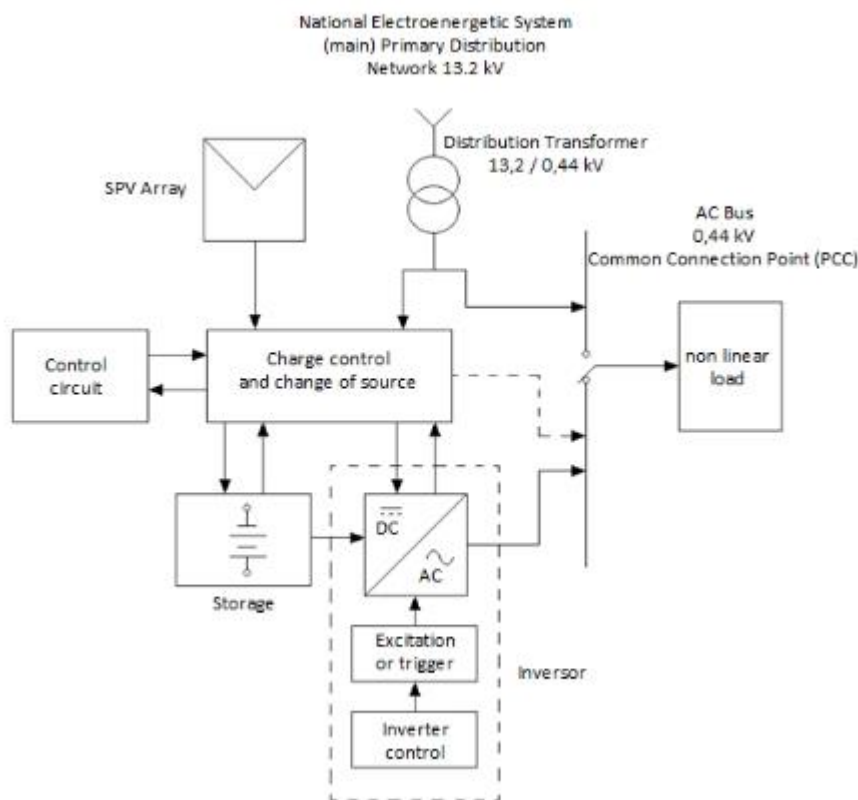 National Electroenergetic System
(main) Primary Distribution
Network 13.2 kV
Distribution Transformer
13,2 / 0,44 kV
SPV Array
AC Bus
0,44 kV
Common Connection Point (PCC)
Control
circuit
Charge control
and change of source
non linear
load
DC
AC
Storage
Excitation
or trigger
Inversor
Inverter
control